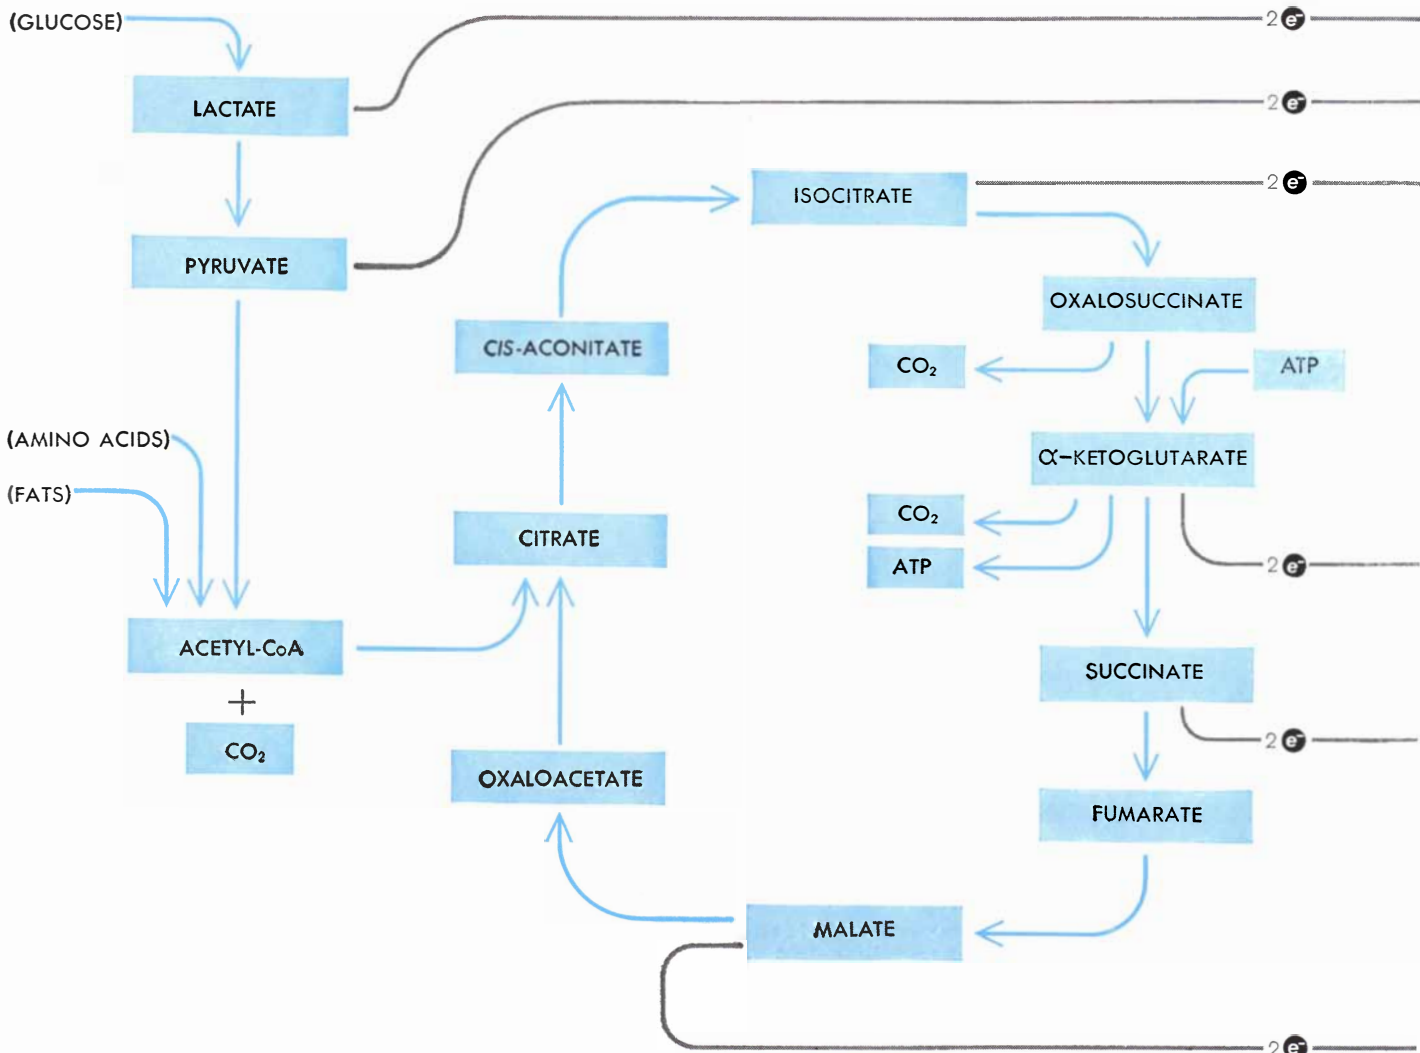 (GLUCOSE)
2 e⁻
LACTATE
2 e⁻
2 e⁻
ISOCITRATE
PYRUVATE
OXALOSUCCINATE
CIS-ACONITATE
CO₂
ATP
(AMINO ACIDS)
α-KETOGLUTARATE
(FATS)
CO₂
CITRATE
ATP
2 e⁻
ACETYL-CoA
SUCCINATE
+
CO₂
2 e⁻
OXALOACETATE
FUMARATE
MALATE
2 e⁻